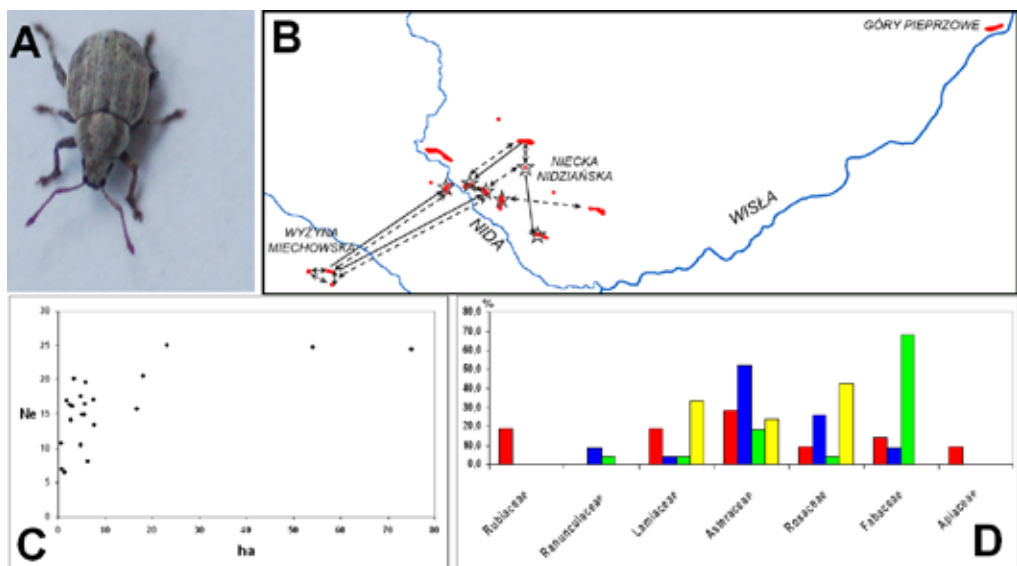 A
B
GÓRY PIEPRZOWE
NIECKA
NIDZIAŃSKA
WISŁA
WYŻYNA
MIECHOWSKA
NIDA
30
25
20
15
10
5
0
Ne
0 10 20 30 40 50 60 70 80
ha
C
%
80,0
70,0
60,0
50,0
40,0
30,0
20,0
10,0
0,0
Rubiaceae
Ranunculaceae
Lamiaceae
Asteraceae
Rosaceae
Fabaceae
Apiaceae
D